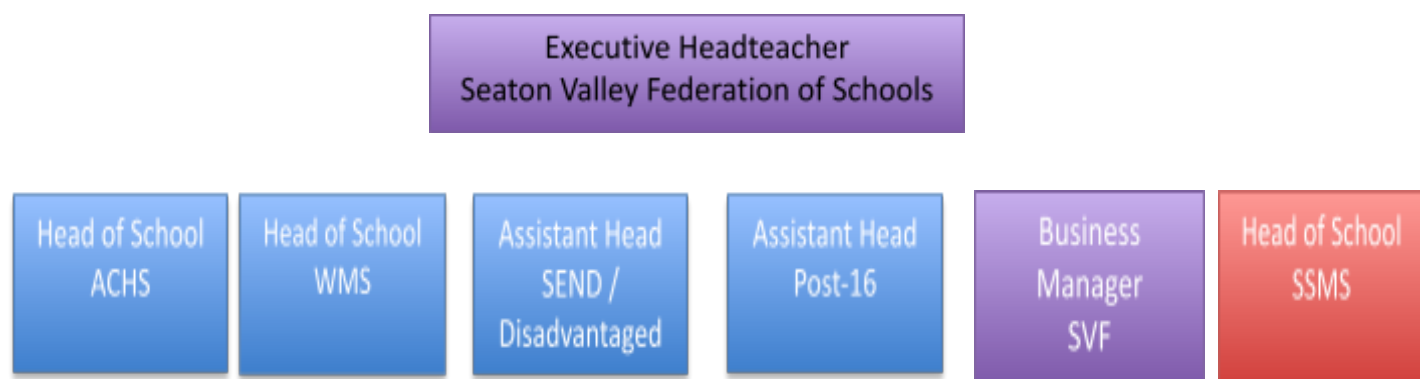 Executive Headteacher
Seaton Valley Federation of Schools
Head of School
ACHS
Head of School
WMS
Assistant Head
SEND /
Disadvantaged
Assistant Head
Post-16
Business
Manager
SVF
Head of School
SSMS